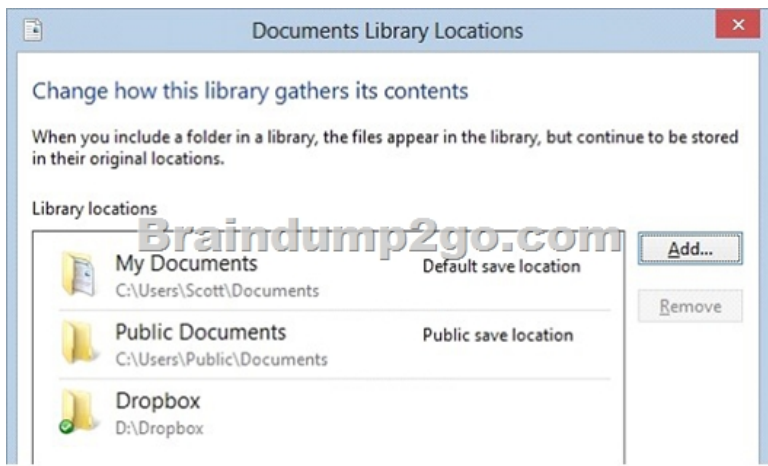 Documents Library Locations
Change how this library gathers its contents
When you include a folder in a library, the files appear in the library, but continue to be stored
in their original locations.
Library locations
Braindump2go.com
My Documents
Default save location
C:\Users\Scott\Documents
Public Documents
Public save location
C:\Users\Public\Documents
Dropbox
D:\Dropbox
Add...
Remove